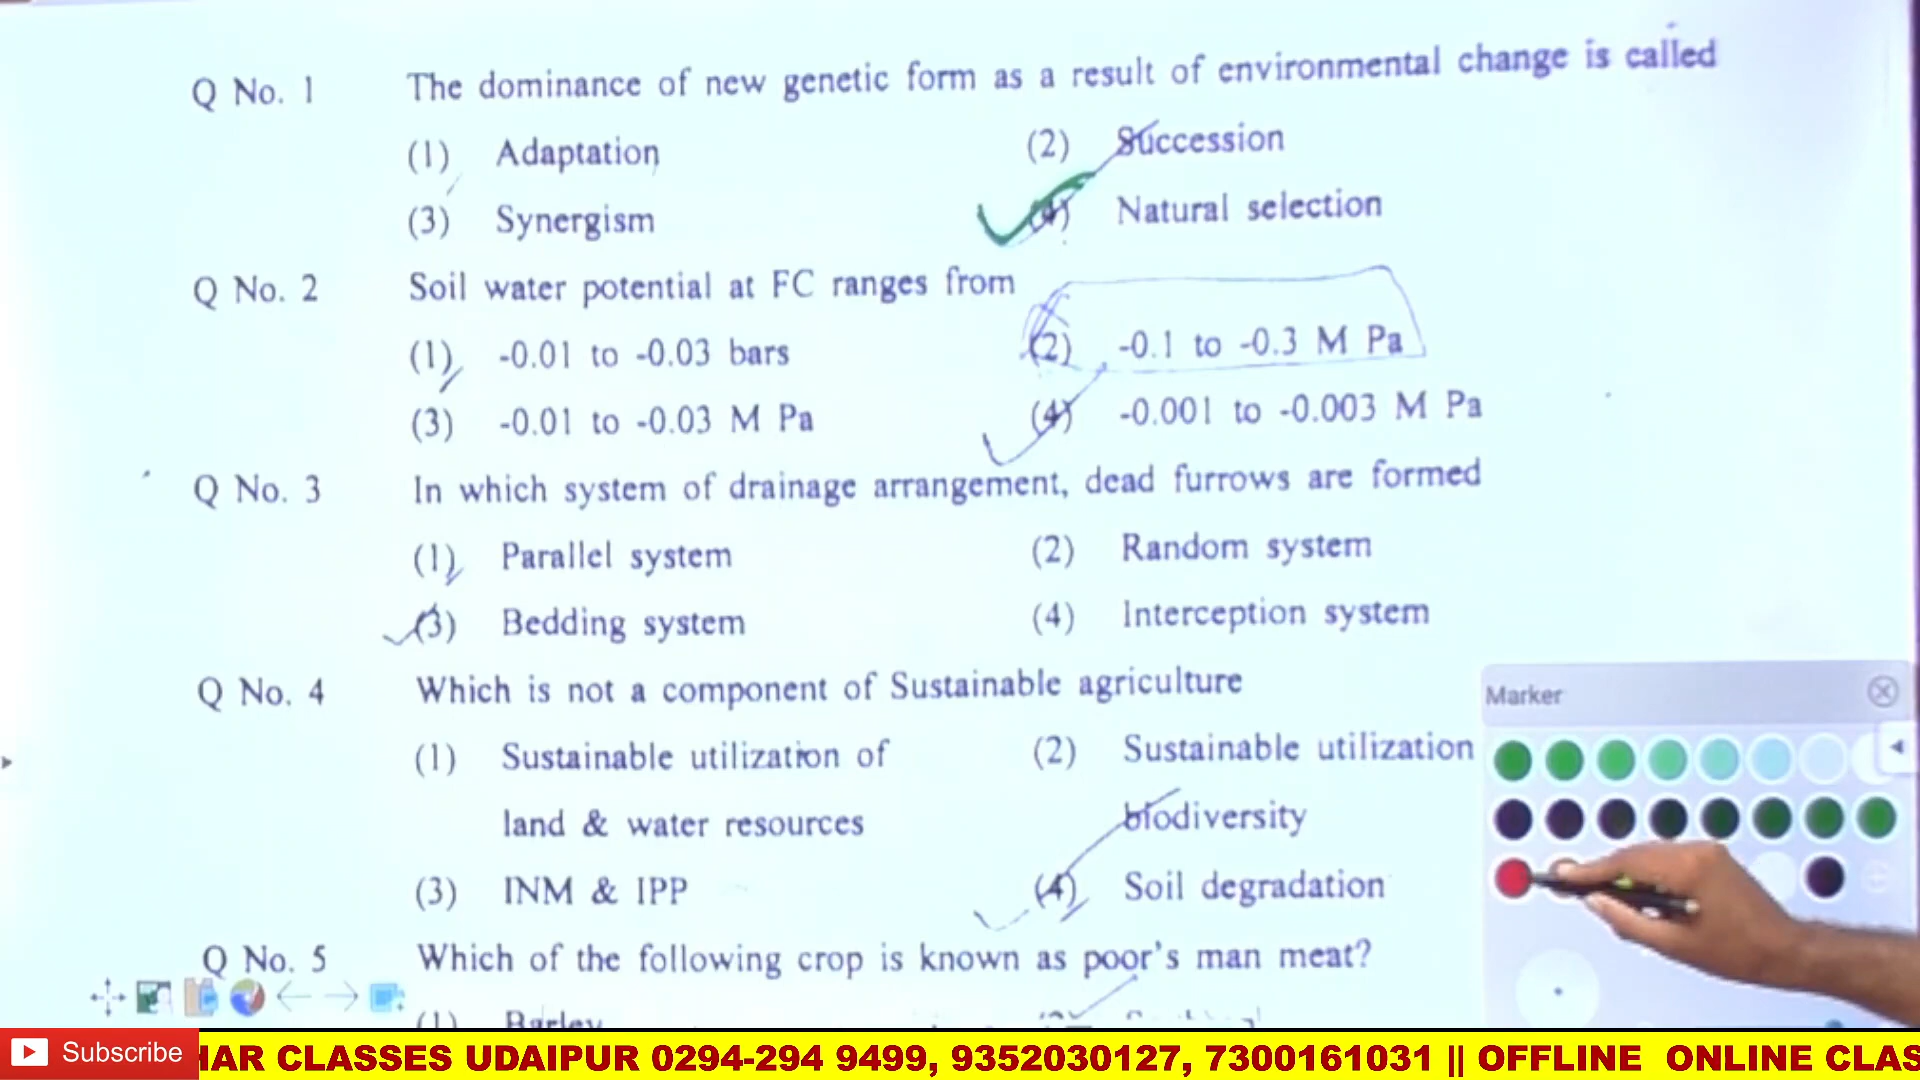 Q No. 1 The dominance of new genetic form as a result of environmental change is called
(1) Adaptation (2) Succession
(3) Synergism (4) Natural selection
Q No. 2 Soil water potential at FC ranges from
(1) -0.01 to -0.03 bars (2) -0.1 to -0.3 M Pa
(3) -0.01 to -0.03 M Pa (4) -0.001 to -0.003 M Pa
Q No. 3 In which system of drainage arrangement, dead furrows are formed
(1) Parallel system (2) Random system
(3) Bedding system (4) Interception system
Q No. 4 Which is not a component of Sustainable agriculture
Marker
(1) Sustainable utilization of (2) Sustainable utilization
land & water resources biodiversity
(3) INM & IPP (4) Soil degradation
Q No. 5 Which of the following crop is known as poor's man meat?
(1) Barley
Subscribe HAR CLASSES UDAIPUR 0294-294 9499, 9352030127, 7300161031 || OFFLINE ONLINE CLAS